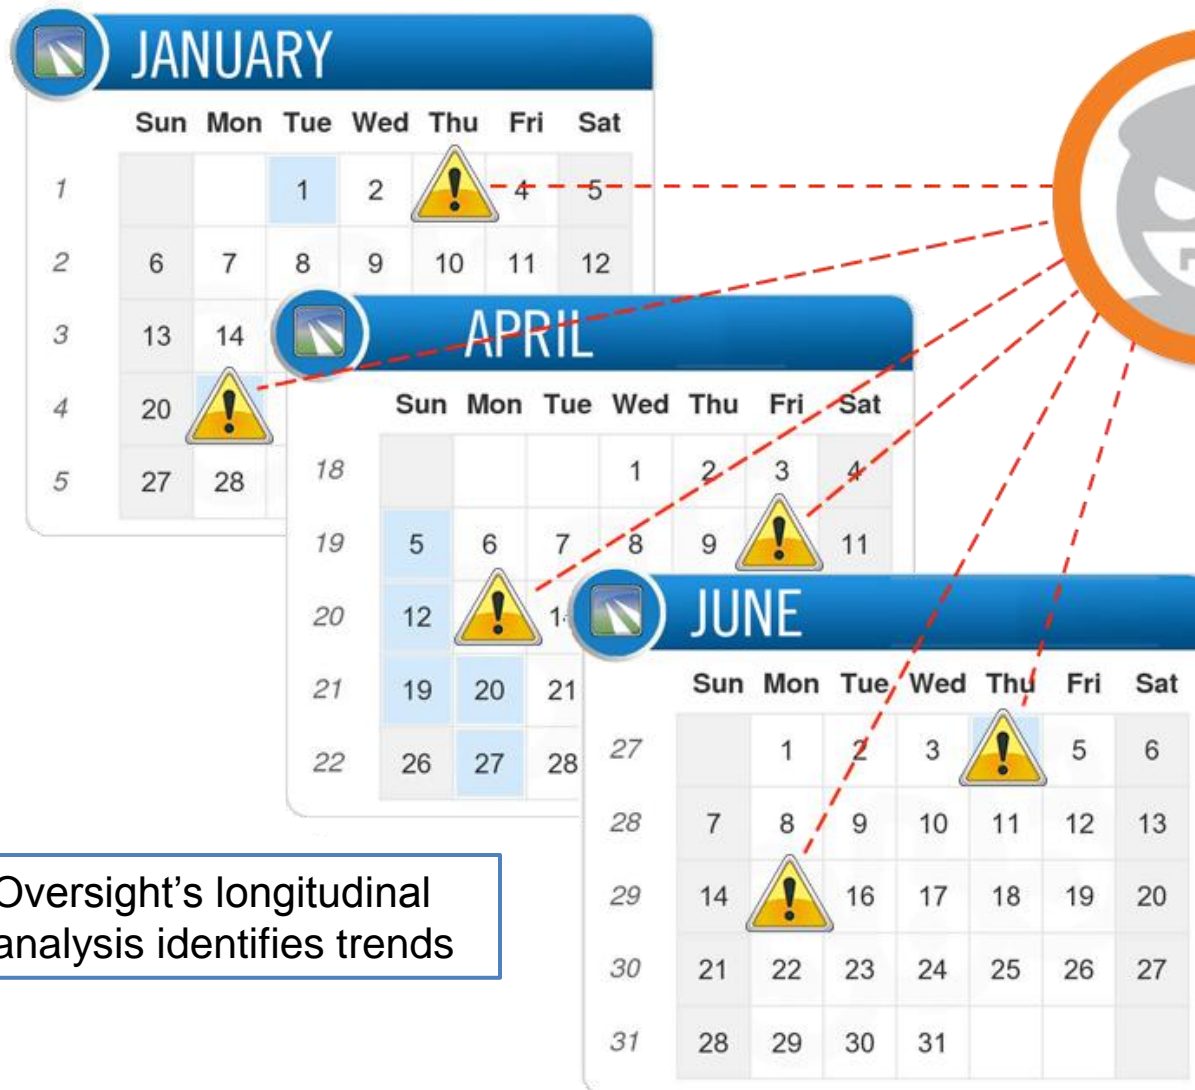 JANUARY
Sun Mon Tue Wed Thu Fri Sat
1 1 2 4 5
2 6 7 8 9 10 11 12
3 13 14
4 20
5 27 28
APRIL
Sun Mon Tue Wed Thu Fri Sat
18 1 2 3 4
19 5 6 7 8 9 11
20 12
21 19 20 21
22 26 27 28
JUNE
Sun Mon Tue Wed Thu Fri Sat
27 1 2 3 5 6
28 7 8 9 10 11 12 13
29 14 16 17 18 19 20
30 21 22 23 24 25 26 27
31 28 29 30 31
Oversight's longitudinal
analysis identifies trends